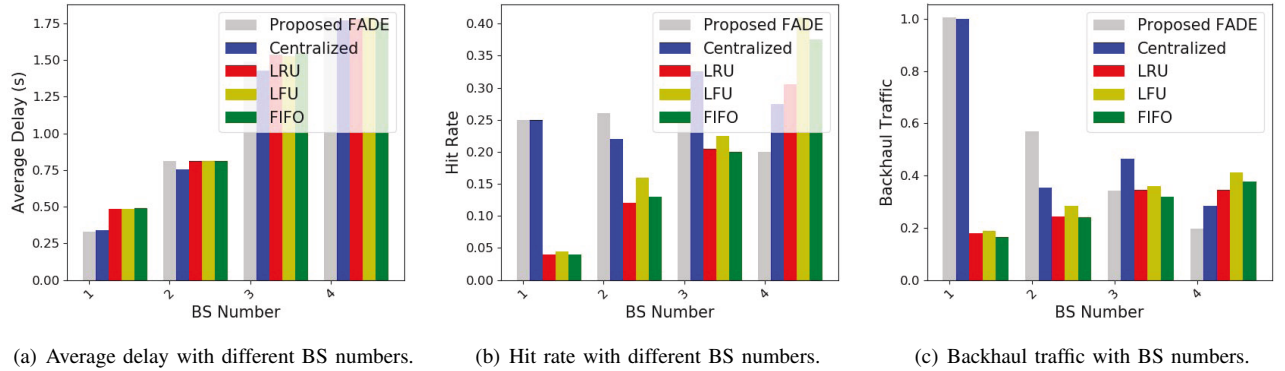 Average Delay (s)
1.75
1.50
1.25
1.00
0.75
0.50
0.25
0.00
Proposed FADE
Centralized
LRU
LFU
FIFO
1
2
3
4
BS Number
(a) Average delay with different BS numbers.
Hit Rate
0.40
0.35
0.30
0.25
0.20
0.15
0.10
0.05
0.00
Proposed FADE
Centralized
LRU
LFU
FIFO
1
2
3
4
BS Number
(b) Hit rate with different BS numbers.
Backhaul Traffic
1.0
0.8
0.6
0.4
0.2
0.0
Proposed FADE
Centralized
LRU
LFU
FIFO
1
2
3
4
BS Number
(c) Backhaul traffic with BS numbers.